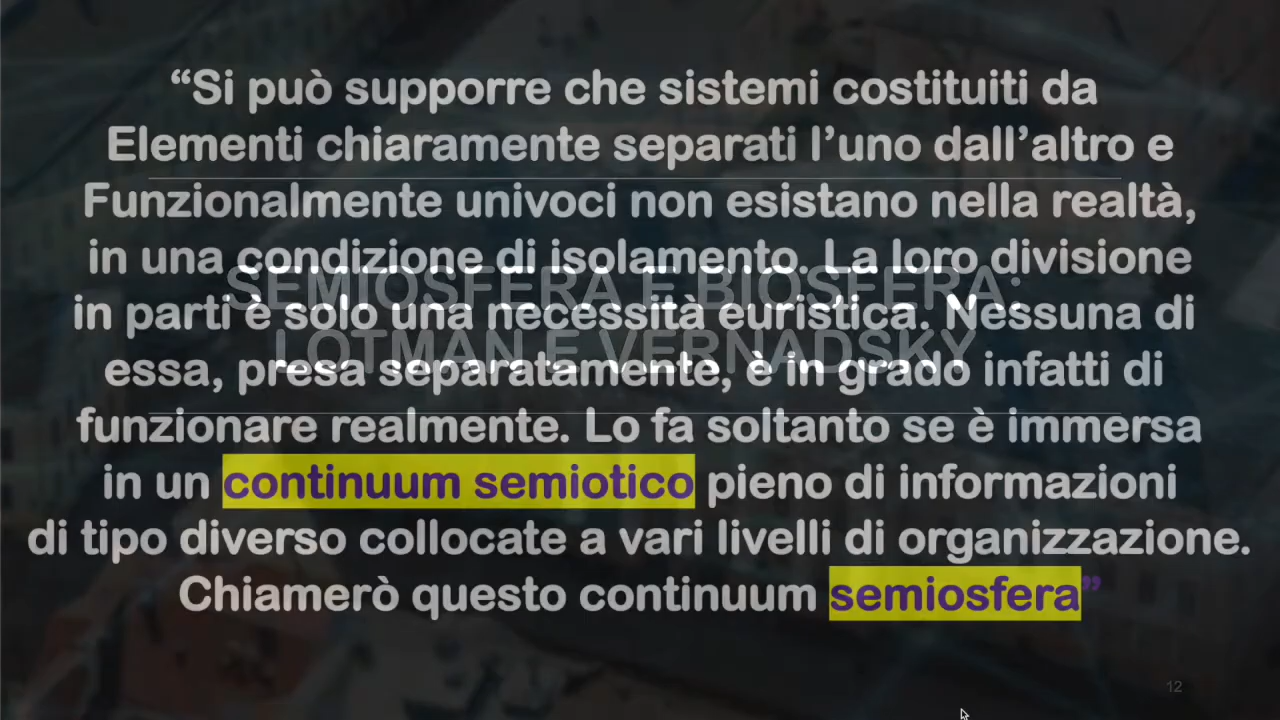 “Si può supporre che sistemi costituiti da
Elementi chiaramente separati l’uno dall’altro e
Funzionalmente univoci non esistano nella realtà,
in una condizione di isolamento. La loro divisione
SEMIOSFERA E BIOSFERA:
in parti è solo una necessità euristica. Nessuna di
LOTMAN E VERNADSKY
essa, presa separatamente, è in grado infatti di
funzionare realmente. Lo fa soltanto se è immersa
in un continuum semiotico pieno di informazioni
di tipo diverso collocate a vari livelli di organizzazione.
Chiamerò questo continuum semiosfera”
12